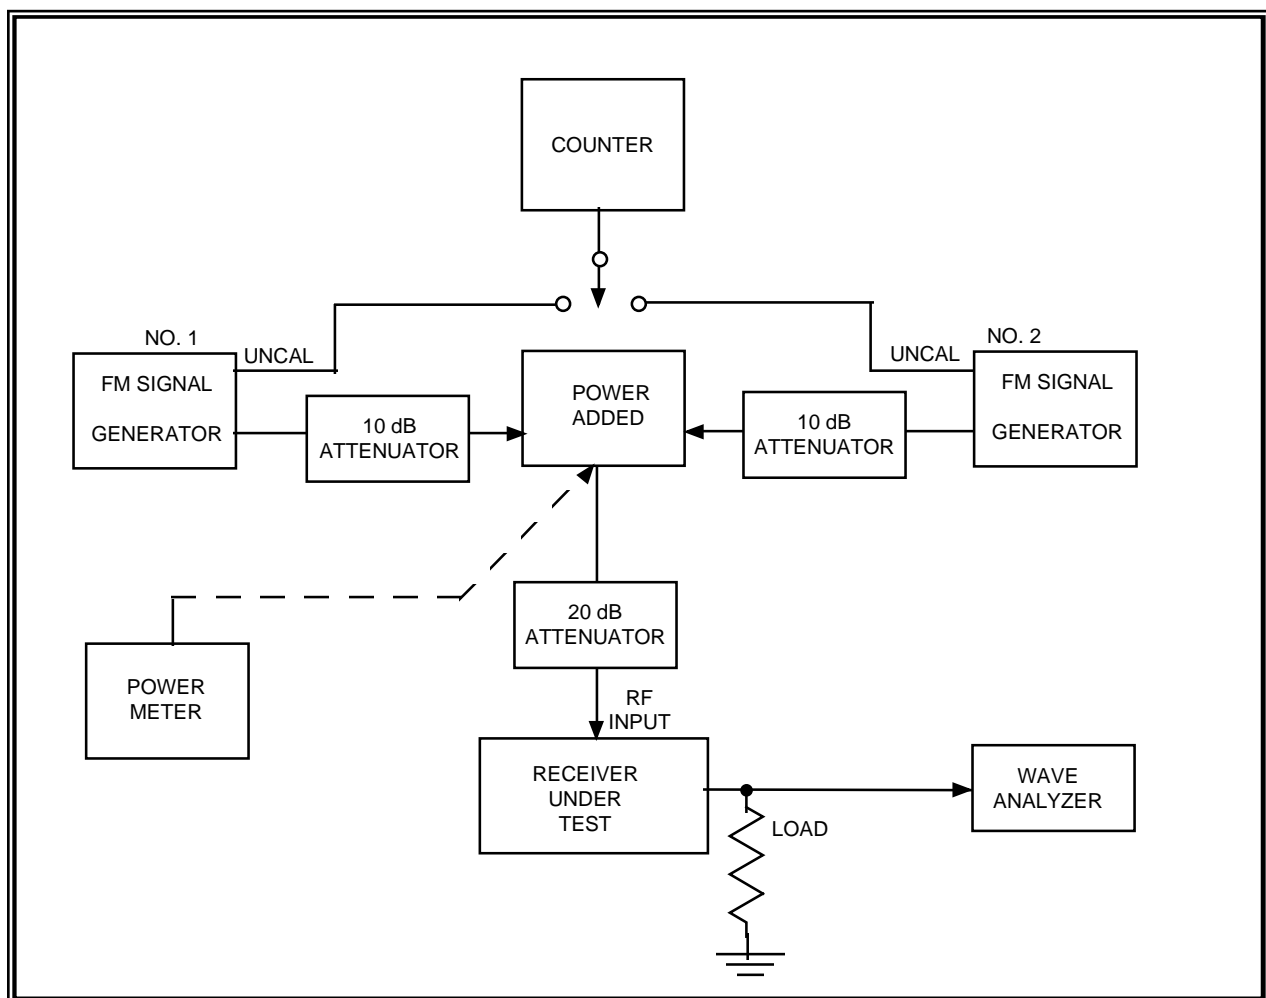 COUNTER
NO. 1
UNCAL
FM SIGNAL
GENERATOR
10 dB
ATTENUATOR
POWER
ADDED
10 dB
ATTENUATOR
NO. 2
UNCAL
FM SIGNAL
GENERATOR
20 dB
ATTENUATOR
POWER
METER
RF
INPUT
RECEIVER
UNDER
TEST
LOAD
WAVE
ANALYZER